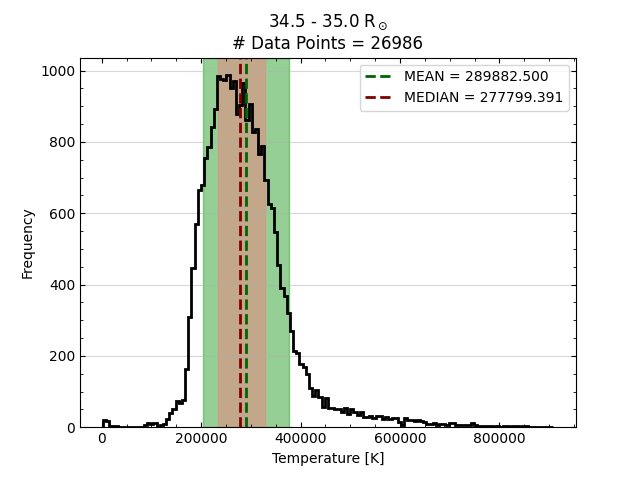 34.5 - 35.0 R⊙
# Data Points = 26986
MEAN = 289882.500
MEDIAN = 277799.391
1000
800
600
400
200
0
Frequency
0 200000 400000 600000 800000
Temperature [K]